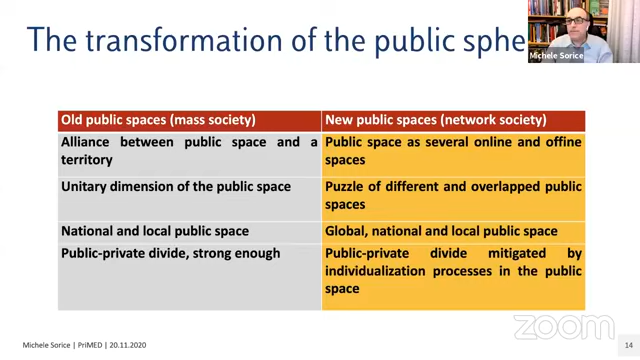 The transformation of the public sphe
Michele Sorice
Old public spaces (mass society)
New public spaces (network society)
Alliance between public space and a
territory
Public space as several online and offine
spaces
Unitary dimension of the public space
Puzzle of different and overlapped public
spaces
National and local public space
Global, national and local public space
Public-private divide, strong enough
Public-private divide mitigated by
individualization processes in the public
space
zoom
Michele Sorice | PriMED | 20.11.2020
14